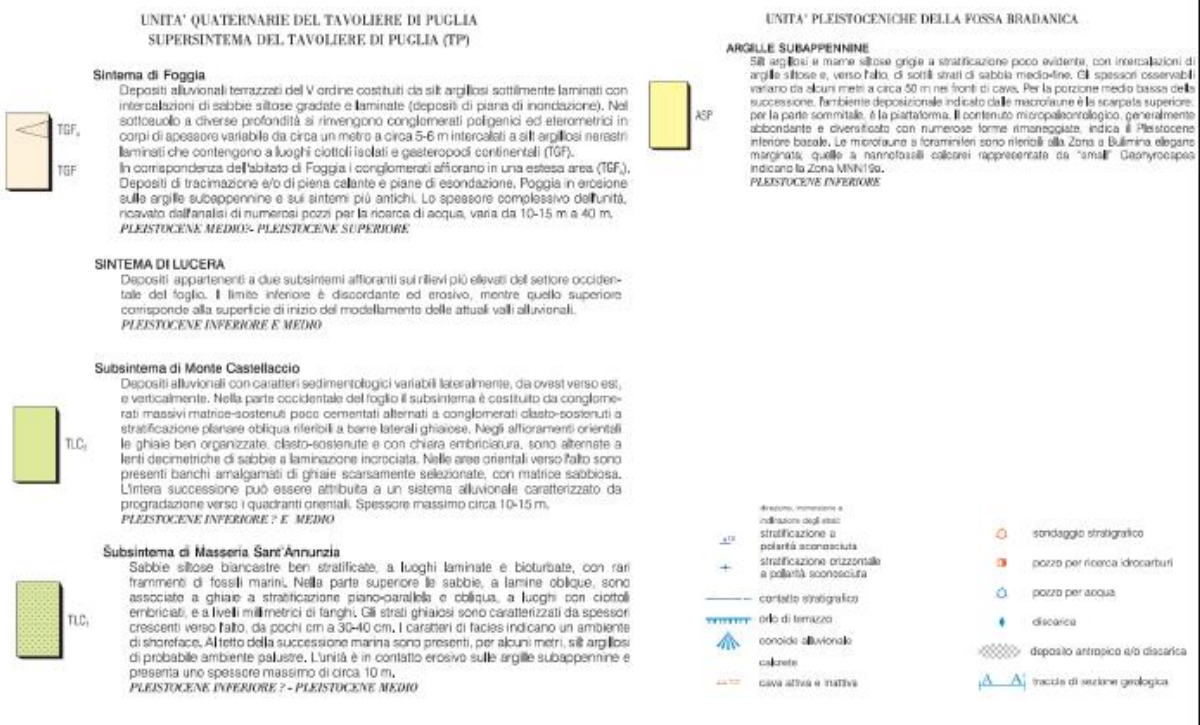 UNITA' QUATERNARIE DEL TAVOLIERE DI PUGLIA
SUPERSINTEMA DEL TAVOLIERE DI PUGLIA (TP)
Sintema di Foggia
Depositi alluvionali terrazzati del V ordine costituiti da silt argillosi sottilmente laminati con
intercalazioni di sabbie siltose gradate e laminate (depositi di piana di inondazione). Nel
sottosuolo a diverse profondità si rinvengono conglomerati poligenici ed eterometrici in
corpi di spessore variabile da circa un metro a circa 5-6 m intercalati a silt argillosi nerastri
laminati che contengono a luoghi ciottoli isolati e gasteropodi continentali (TGF).
In corrispondenza dell'abitato di Foggia i conglomerati affiorano in una estesa area (TGFₐ).
Depositi di tracimazione e/o di piena calante e piane di esondazione. Poggia in erosione
sulle argille subappennine e sui sintemi più antichi. Lo spessore complessivo dell'unità,
ricavato dall'analisi di numerosi pozzi per la ricerca di acqua, varia da 10-15 m a 40 m.
PLEISTOCENE MEDIO?- PLEISTOCENE SUPERIORE
TGFₐ
TGF
SINTEMA DI LUCERA
Depositi appartenenti a due subsintemi affioranti sui rilievi più elevati del settore occiden-
tale del foglio. Il limite inferiore è discordante ed erosivo, mentre quello superiore
corrisponde alla superficie di inizio del modellamento delle attuali valli alluvionali.
PLEISTOCENE INFERIORE E MEDIO
Subsintema di Monte Castellaccio
Depositi alluvionali con caratteri sedimentologici variabili lateralmente, da ovest verso est,
e verticalmente. Nella parte occidentale del foglio il subsintema è costituito da conglome-
rati massivi matrice-sostenuti poco cementati alternati a conglomerati clasto-sostenuti a
stratificazione planare obliqua riferibili a barre laterali ghiaiose. Negli affioramenti orientali
le ghiaie ben organizzate, clasto-sostenute e con chiara embriciatura, sono alternate a
lenti decimetriche di sabbie a laminazione incrociata. Nelle aree orientali verso l'alto sono
presenti banchi amalgamati di ghiaie scarsamente selezionate, con matrice sabbiosa.
L'intera successione può essere attribuita a un sistema alluvionale caratterizzato da
progradazione verso i quadranti orientali. Spessore massimo circa 10-15 m.
PLEISTOCENE INFERIORE ? E MEDIO
TLC₂
Subsintema di Masseria Sant'Annunzia
Sabbie siltose biancastre ben stratificate, a luoghi laminate e bioturbate, con rari
frammenti di fossili marini. Nella parte superiore le sabbie, a lamine oblique, sono
associate a ghiaie a stratificazione piano-parallela e obliqua, a luoghi con ciottoli
embriciati, e a livelli millimetrici di fanghi. Gli strati ghiaiosi sono caratterizzati da spessori
crescenti verso l'alto, da pochi cm a 30-40 cm. I caratteri di facies indicano un ambiente
di shoreface. Al tetto della successione marina sono presenti, per alcuni metri, silt argillosi
di probabile ambiente palustre. L'unità è in contatto erosivo sulle argille subappennine e
presenta uno spessore massimo di circa 10 m.
PLEISTOCENE INFERIORE ? - PLEISTOCENE MEDIO
TLC₁
UNITA' PLEISTOCENICHE DELLA FOSSA BRADANICA
ARGILLE SUBAPPENNINE
Silt argillosi e marne siltose grigie a stratificazione poco evidente, con intercalazioni di
argille siltose e, verso l'alto, di sottili strati di sabbia medio-fine. Gli spessori osservabili
variano da alcuni metri a circa 50 m nei fronti di cava. Per la porzione medio bassa della
successione, l'ambiente deposizionale indicato dalle macrofaune è la scarpata superiore;
per la parte sommitale, è la piattaforma. Il contenuto micropaleontologico, generalmente
abbondante e diversificato con numerose forme rimaneggiate, indica il Pleistocene
inferiore basale. Le microfaune a foraminiferi sono riferibili alla Zona a Bulimina elegans
marginata; quelle a nannofossili calcarei rappresentate da "small" Gephyrocapsa
indicano la Zona MNN19e.
PLEISTOCENE INFERIORE
ASP
direzione, immersione e
inclinazione degli strati:
stratificazione a
polarità sconosciuta
stratificazione orizzontale
a polarità sconosciuta
contatto stratigrafico
orlo di terrazzo
conoide alluvionale
calcrete
cava attiva e inattiva
sondaggio stratigrafico
pozzo per ricerca idrocarburi
pozzo per acqua
discarica
deposito antropico e/o discarica
A A'
traccia di sezione geologica